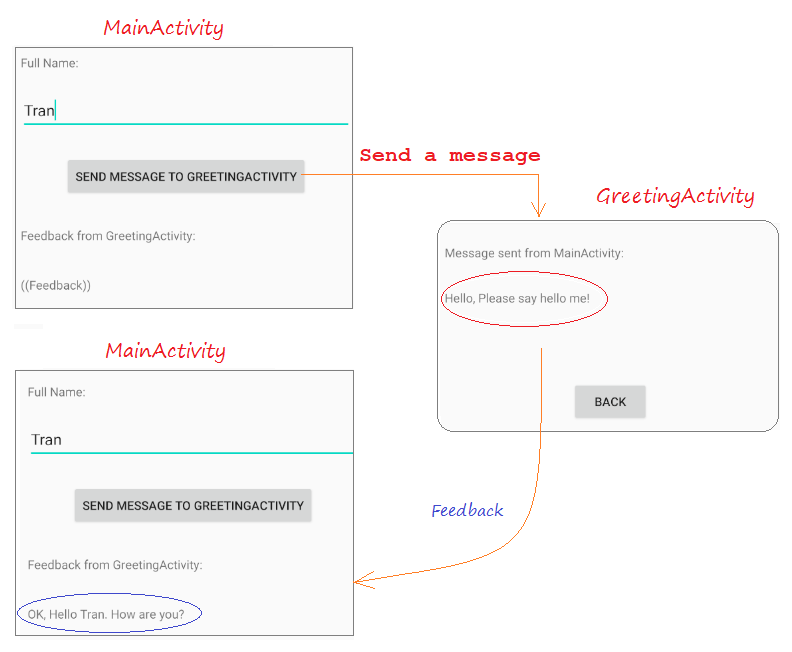 MainActivity
Full Name:
Tran
SEND MESSAGE TO GREETINGACTIVITY
Feedback from GreetingActivity:
((Feedback))
Send a message
GreetingActivity
Message sent from MainActivity:
Hello, Please say hello me!
BACK
Feedback
MainActivity
Full Name:
Tran
SEND MESSAGE TO GREETINGACTIVITY
Feedback from GreetingActivity:
OK, Hello Tran. How are you?